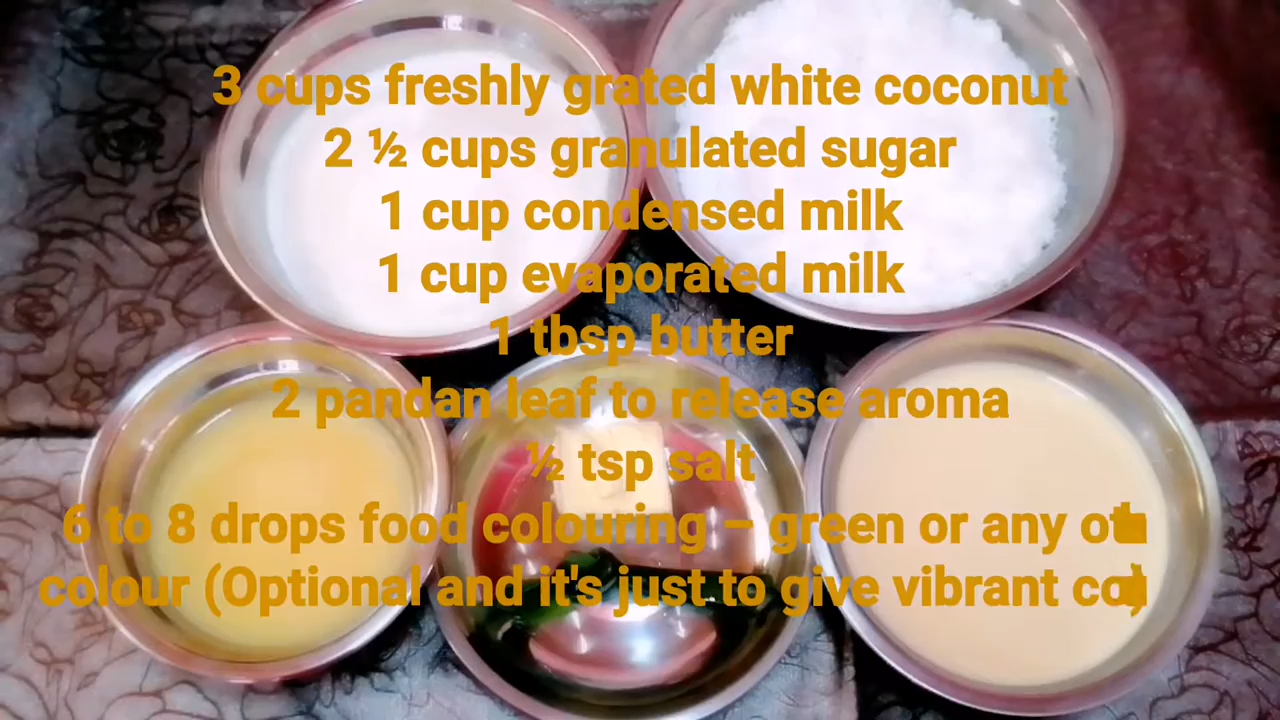 3 cups freshly grated white coconut
2 ½ cups granulated sugar
1 cup condensed milk
1 cup evaporated milk
1 tbsp butter
2 pandan leaf to release aroma
½ tsp salt
6 to 8 drops food colouring – green or any
colour (Optional and it's just to give vibrant